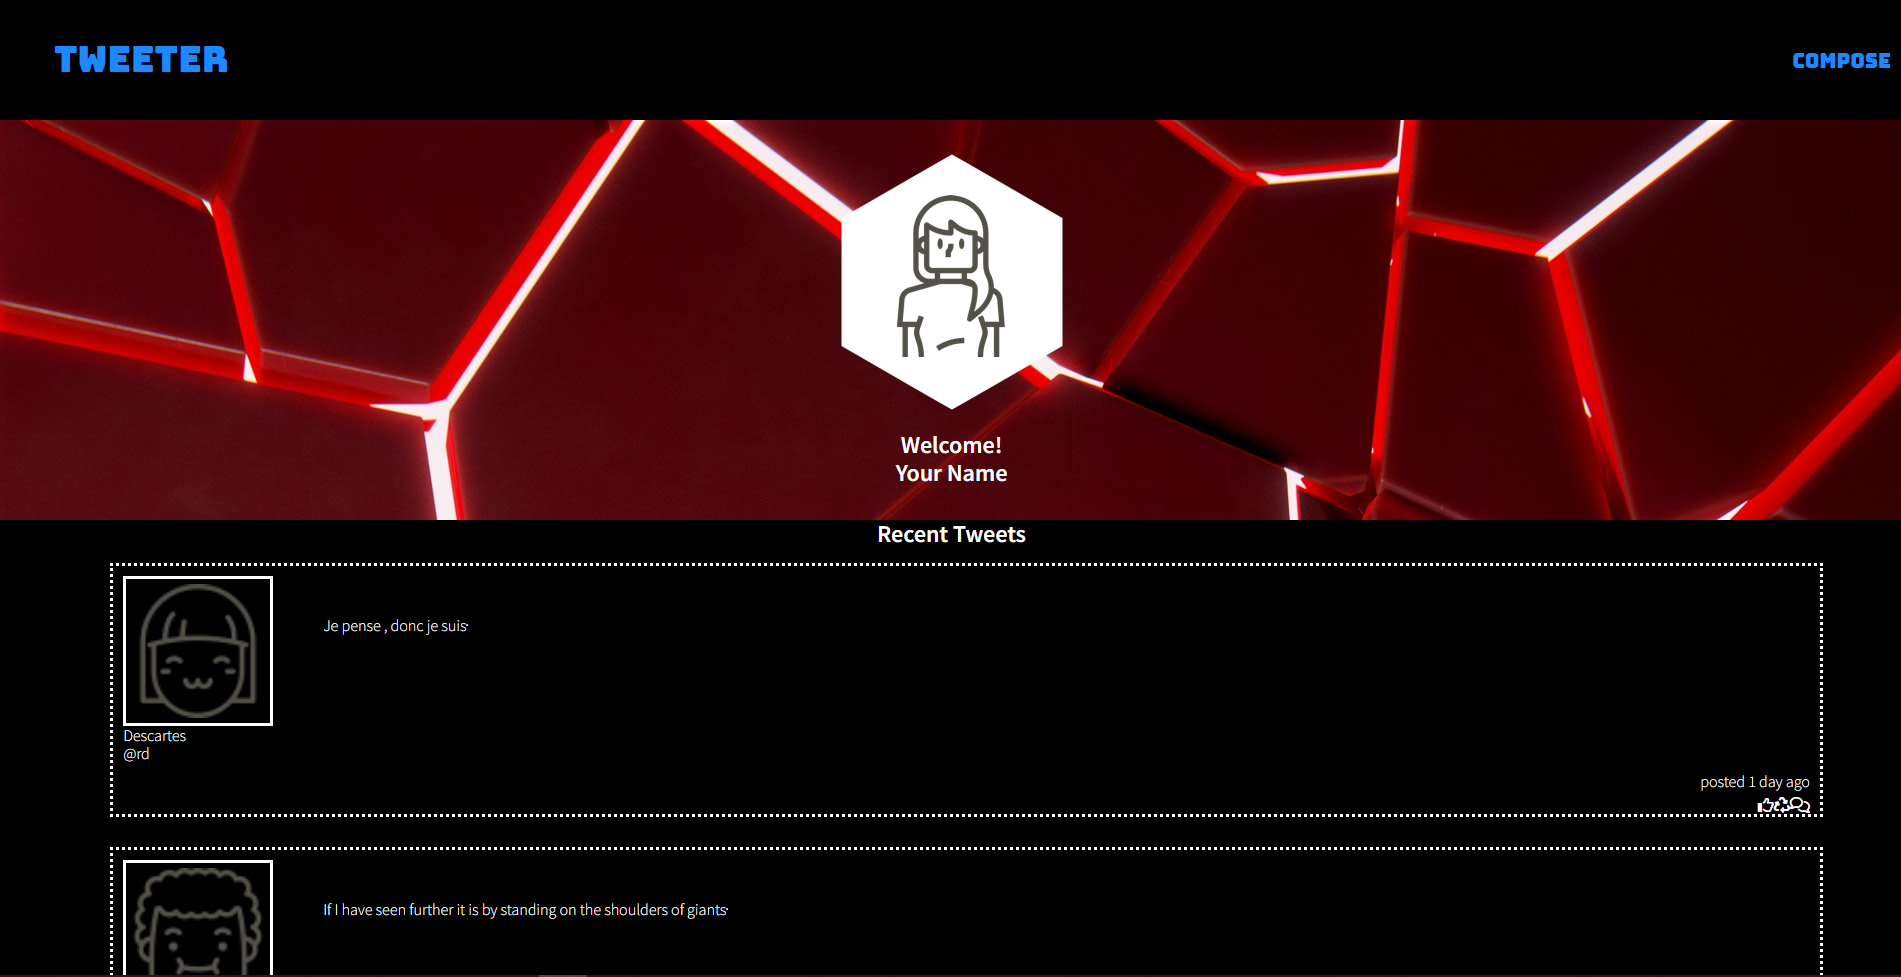 TWEETER
COMPOSE
Welcome!
Your Name
Recent Tweets
Je pense , donc je suis·
Descartes
@rd
posted 1 day ago
If I have seen further it is by standing on the shoulders of giants·